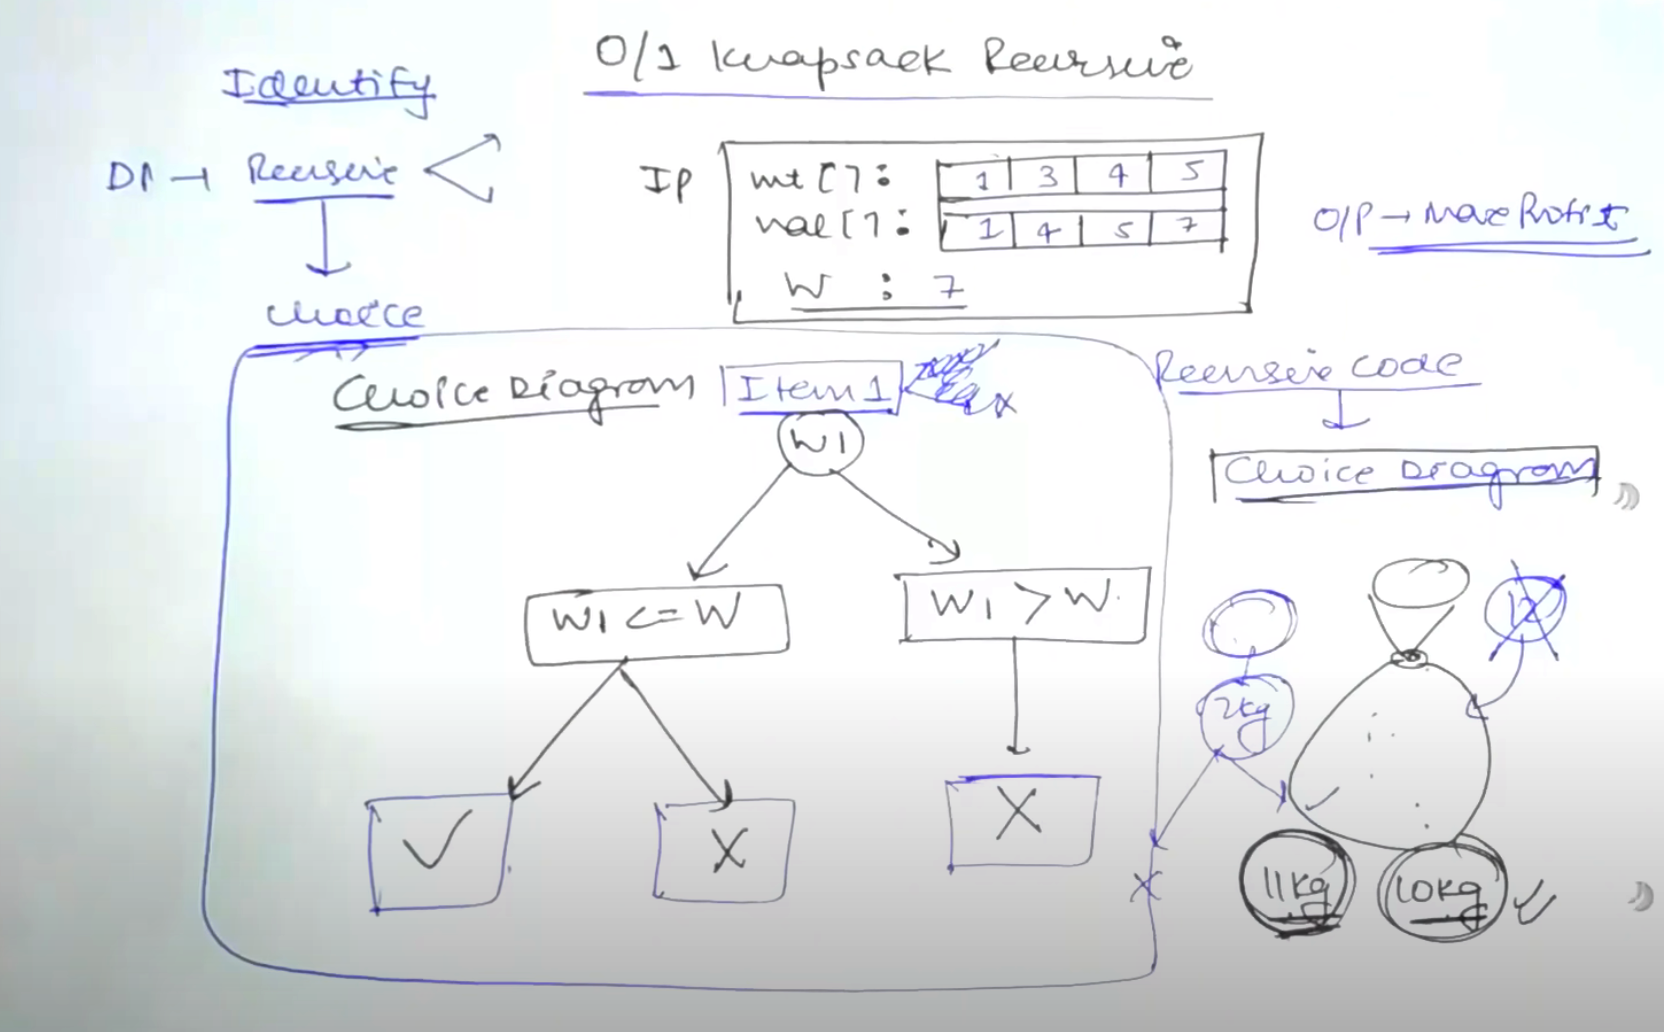 0/1 Knapsack Recursive
Identify
DP → Recursive
Choice
IP
wt[]: 1 3 4 5
val[]: 1 4 5 7
W : 7
O/P → Max Profit
Choice Diagram
Item 1
W1
W1 <= W
W1 > W
✓
X
X
Recursive code
Choice Diagram
12
2kg
X
11kg
10kg